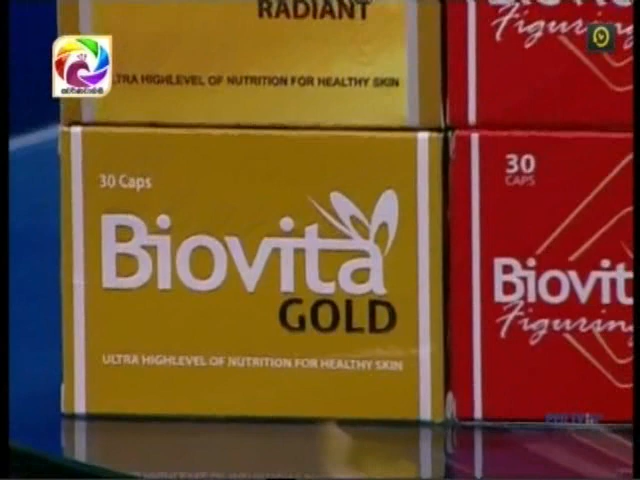 RADIANT
ULTRA HIGHLEVEL OF NUTRITION FOR HEALTHY SKIN
Figuring
30 Caps
Biovita
GOLD
ULTRA HIGHLEVEL OF NUTRITION FOR HEALTHY SKIN
30
CAPS
Biovit
Figuring